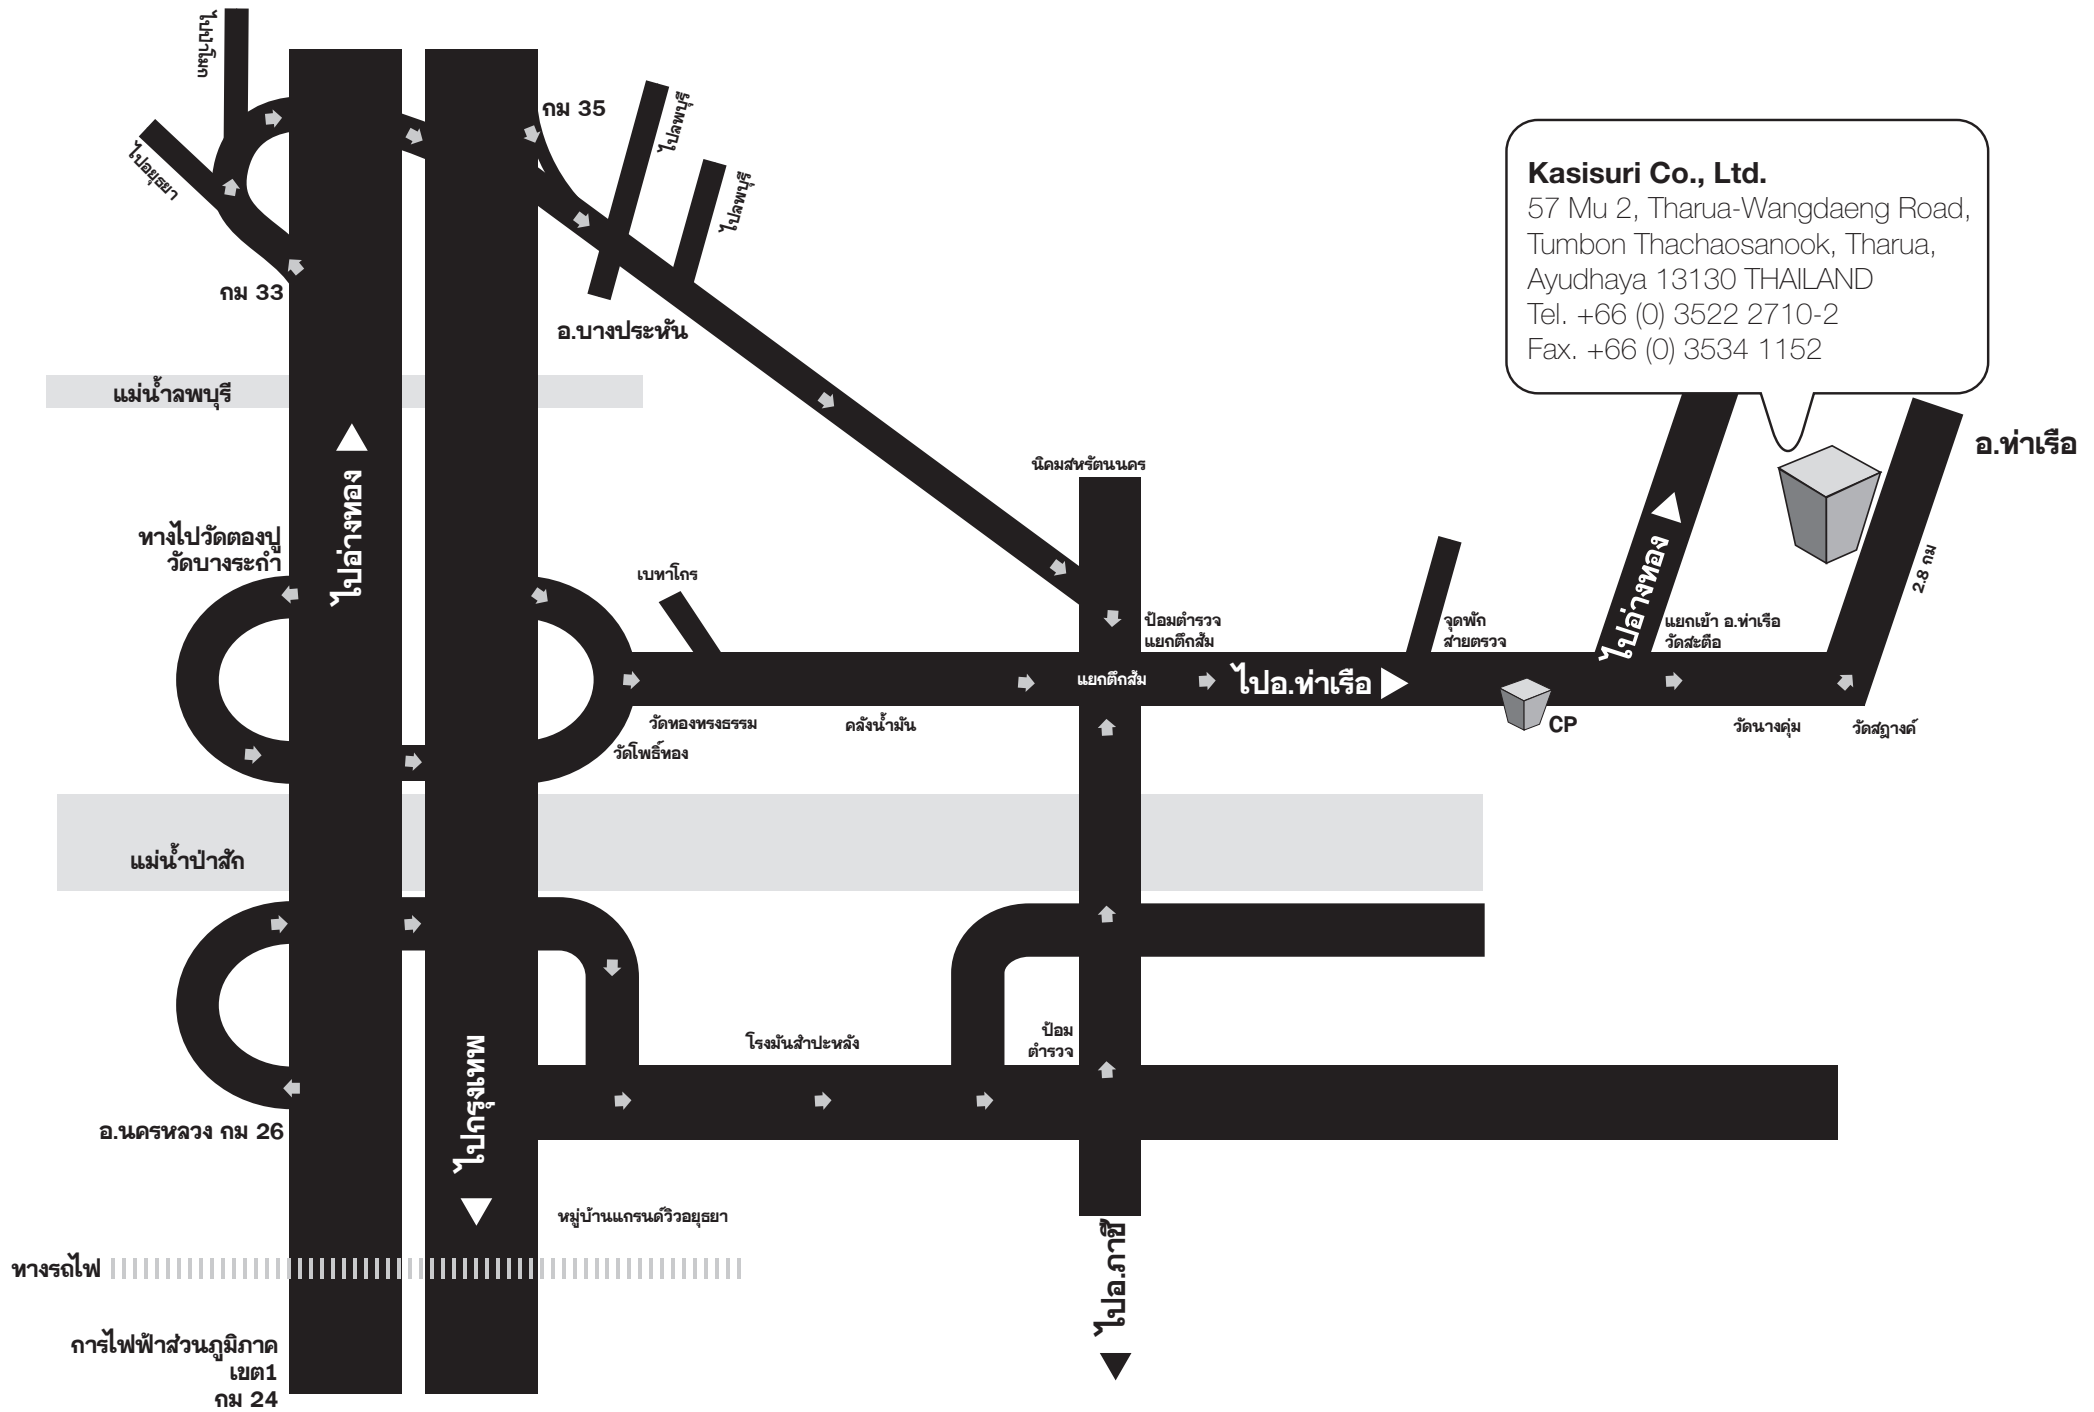 ไปป่าโมก
ไปอยุธยา
กม 33
กม 35
ไปลพบุรี
ไปลพบุรี
อ.บางประหัน
Kasisuri Co., Ltd.
57 Mu 2, Tharua-Wangdaeng Road,
Tumbon Thachaosanook, Tharua,
Ayudhaya 13130 THAILAND
Tel. +66 (0) 3522 2710-2
Fax. +66 (0) 3534 1152
แม่น้ำลพบุรี
ไปอ่างทอง
อ.ท่าเรือ
นิคมสหรัตนนคร
ทางไปวัดตองปู
วัดบางระกำ
เบทาโกร
ป้อมตำรวจ
แยกตึกส้ม
จุดพัก
สายตรวจ
ไปอ่างทอง
แยกเข้า อ.ท่าเรือ
วัดสะตือ
2.8 กม
แยกตึกส้ม
ไปอ.ท่าเรือ
วัดทองทรงธรรม
วัดโพธิ์ทอง
คลังน้ำมัน
CP
วัดนางคุ่ม
วัดสฎางค์
แม่น้ำป่าสัก
โรงมันสำปะหลัง
ป้อม
ตำรวจ
อ.นครหลวง กม 26
ไปกรุงเทพ
หมู่บ้านแกรนด์วิวอยุธยา
ไปอ.ภาชี
ทางรถไฟ
การไฟฟ้าส่วนภูมิภาค
เขต1
กม 24